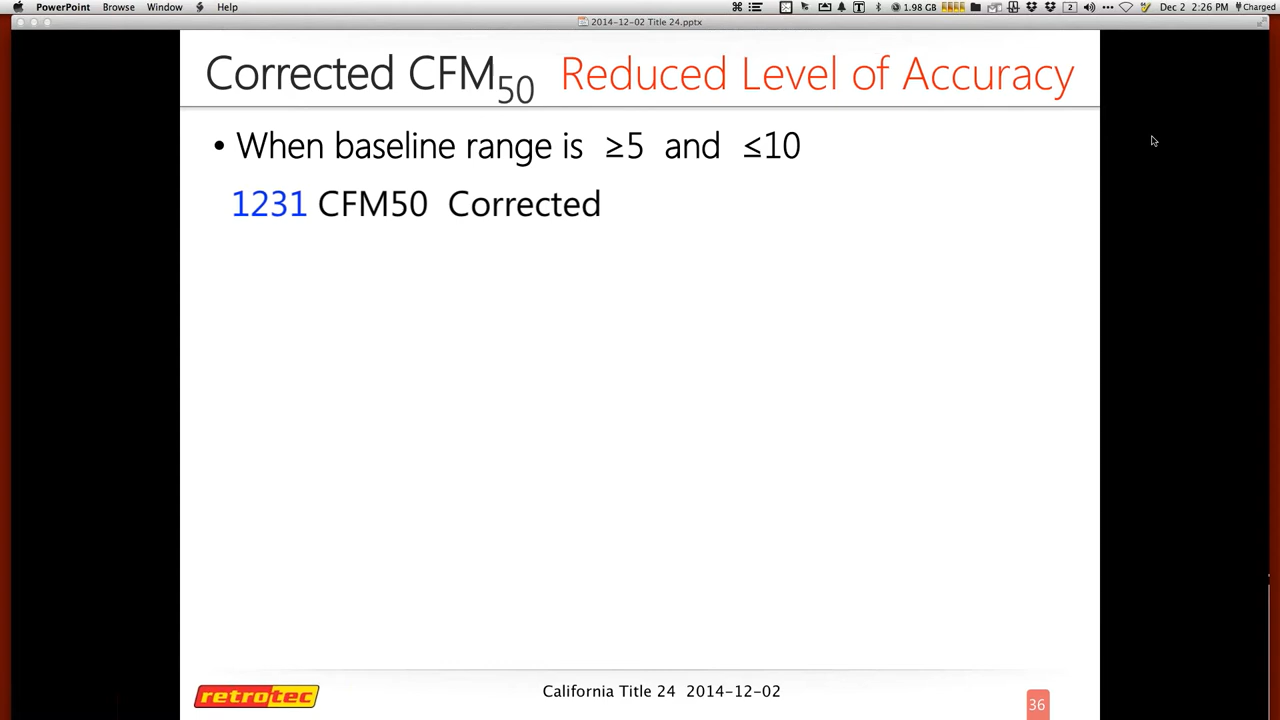 PowerPoint Browse Window Help 1.98 GB 2 Dec 2 2:26 PM Charged
2014-12-02 Title 24.pptx
Corrected CFM50 Reduced Level of Accuracy
• When baseline range is ≥5 and ≤10
1231 CFM50 Corrected
retrotec
California Title 24 2014-12-02
36